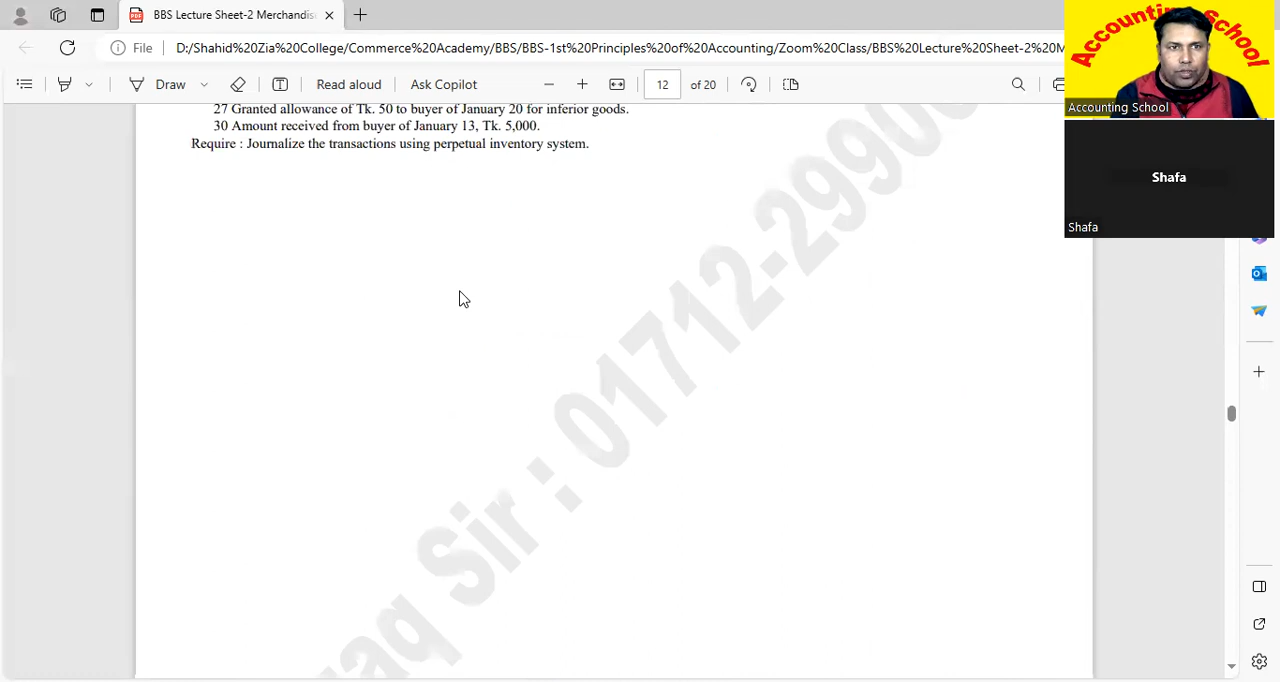 BBS Lecture Sheet-2 Merchandis
File
D:/Shahid%20Zia%20College/Commerce%20Academy/BBS/BBS-1st%20Principles%20of%20Accounting/Zoom%20Class/BBS%20Lecture%20Sheet-2%20M
Draw
Read aloud
Ask Copilot
12 of 20
Accounting School
Accounting School
Shafa
Shafa
27 Granted allowance of Tk. 50 to buyer of January 20 for inferior goods.
30 Amount received from buyer of January 13, Tk. 5,000.
Require : Journalize the transactions using perpetual inventory system.
Sir : 01712-2990